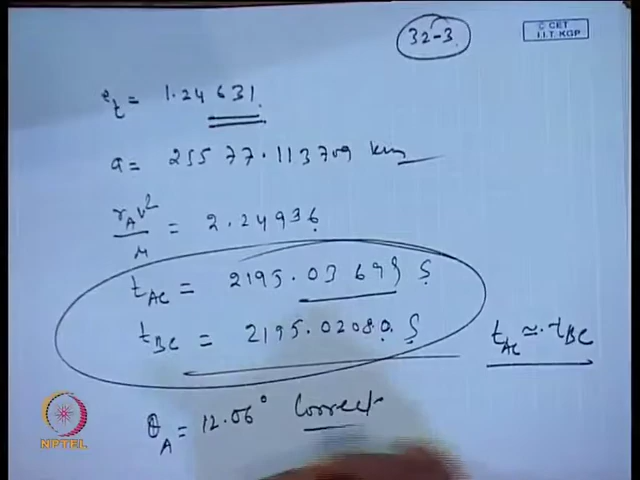 32-3
© CET
I.I.T. KGP
e_t = 1.24631
a = 25577.113709 km
r_A v² / μ = 2.24936
t_AC = 2195.03699 S
t_BC = 2195.02080 S
t_AC ≃ t_BC
θ_A = 12.06° Correct
NPTEL